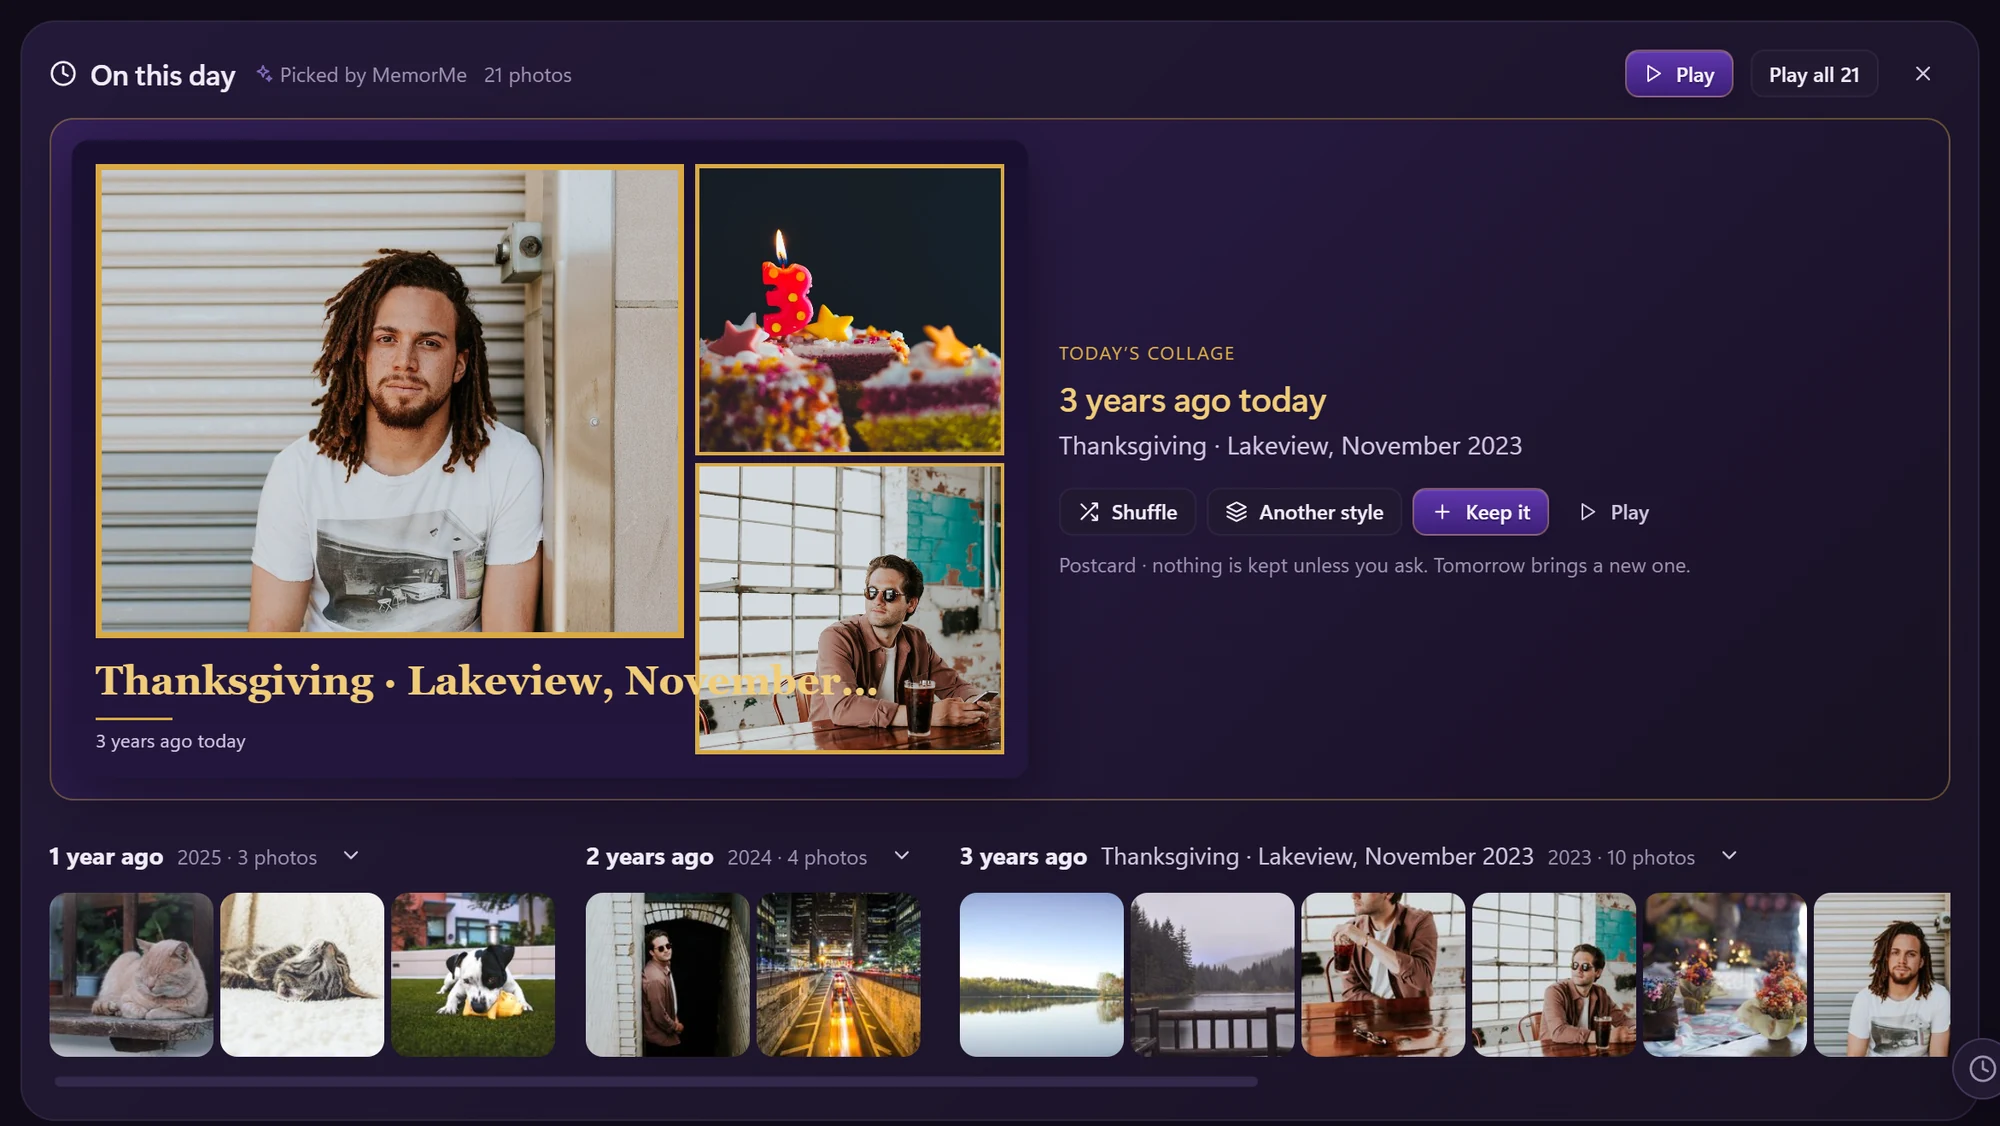 On this day
Picked by MemorMe
21 photos
Play
Play all 21
Thanksgiving · Lakeview, November...
3 years ago today
TODAY'S COLLAGE
3 years ago today
Thanksgiving · Lakeview, November 2023
Shuffle
Another style
Keep it
Play
Postcard · nothing is kept unless you ask. Tomorrow brings a new one.
1 year ago 2025 · 3 photos
2 years ago 2024 · 4 photos
3 years ago Thanksgiving · Lakeview, November 2023 2023 · 10 photos